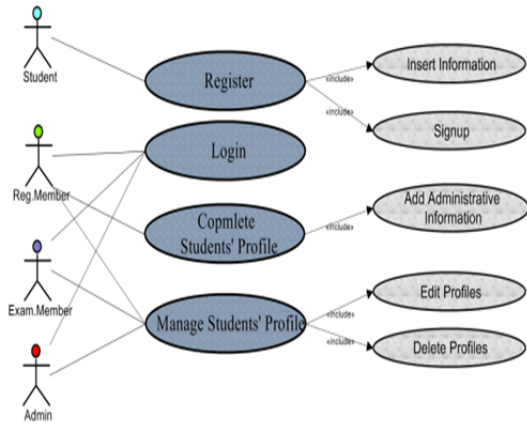 Student
Register
«include»
Insert Information
«include»
Signup
Reg.Member
Login
Copmlete
Students' Profile
«include»
Add Administrative
Information
Exam.Member
Manage Students' Profile
«include»
Edit Profiles
«include»
Delete Profiles
Admin